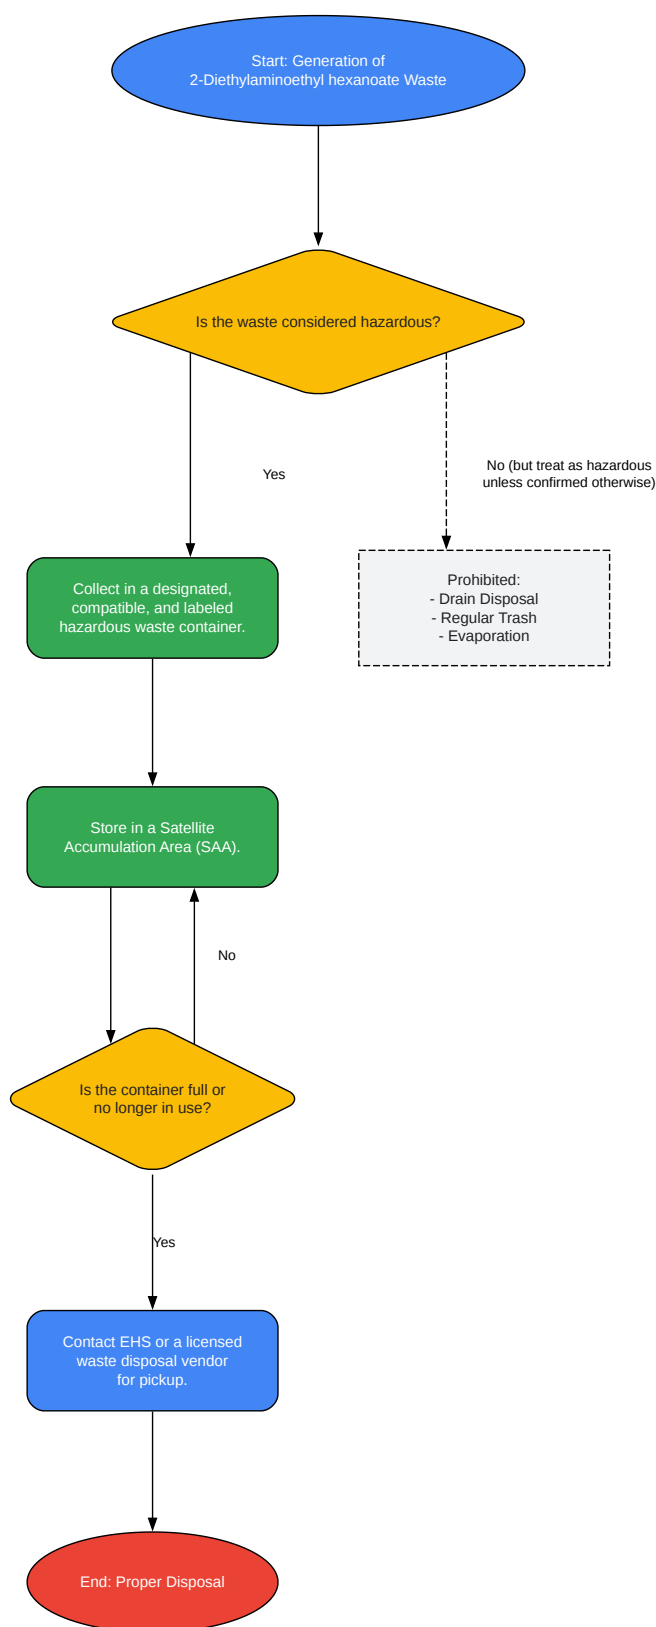 Start: Generation of
2-Diethylaminoethyl hexanoate Waste
Is the waste considered hazardous?
Yes
No (but treat as hazardous
unless confirmed otherwise)
Collect in a designated,
compatible, and labeled
hazardous waste container.
Prohibited:
- Drain Disposal
- Regular Trash
- Evaporation
Store in a Satellite
Accumulation Area (SAA).
No
Is the container full or
no longer in use?
Yes
Contact EHS or a licensed
waste disposal vendor
for pickup.
End: Proper Disposal